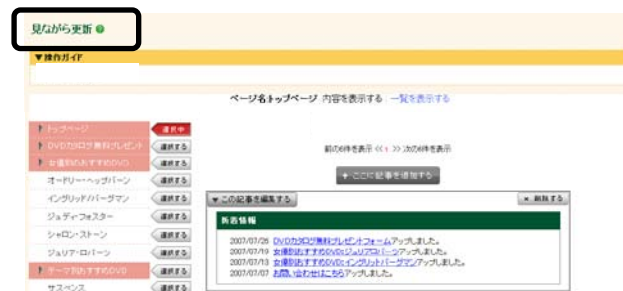 見ながら更新 ?
▼操作ガイド
ページ名トップページ 内容を表示する 一覧を表示する
トップページ 選択中
DVDカタログ無料プレゼント 選択する
女優別おすすめDVD 選択する
オードリー・ヘップバーン 選択する
イングリッド・バーグマン 選択する
ジョディ・フォスター 選択する
シャロン・ストーン 選択する
ジュリア・ロバーツ 選択する
テーマ別おすすめDVD 選択する
サスペンス 選択する
前の6件を表示 << 1 >> 次の6件を表示
+ ここに記事を追加する
▼ この記事を編集する × 削除する
新着情報
2007/07/26 DVDカタログ無料プレゼントフォームアップしました。
2007/07/19 女優別おすすめDVD:ジュリアロバーツアップしました。
2007/07/13 女優別おすすめDVD:イングリットバーグマンアップしました。
2007/07/07 お問い合わせはこちらアップしました。